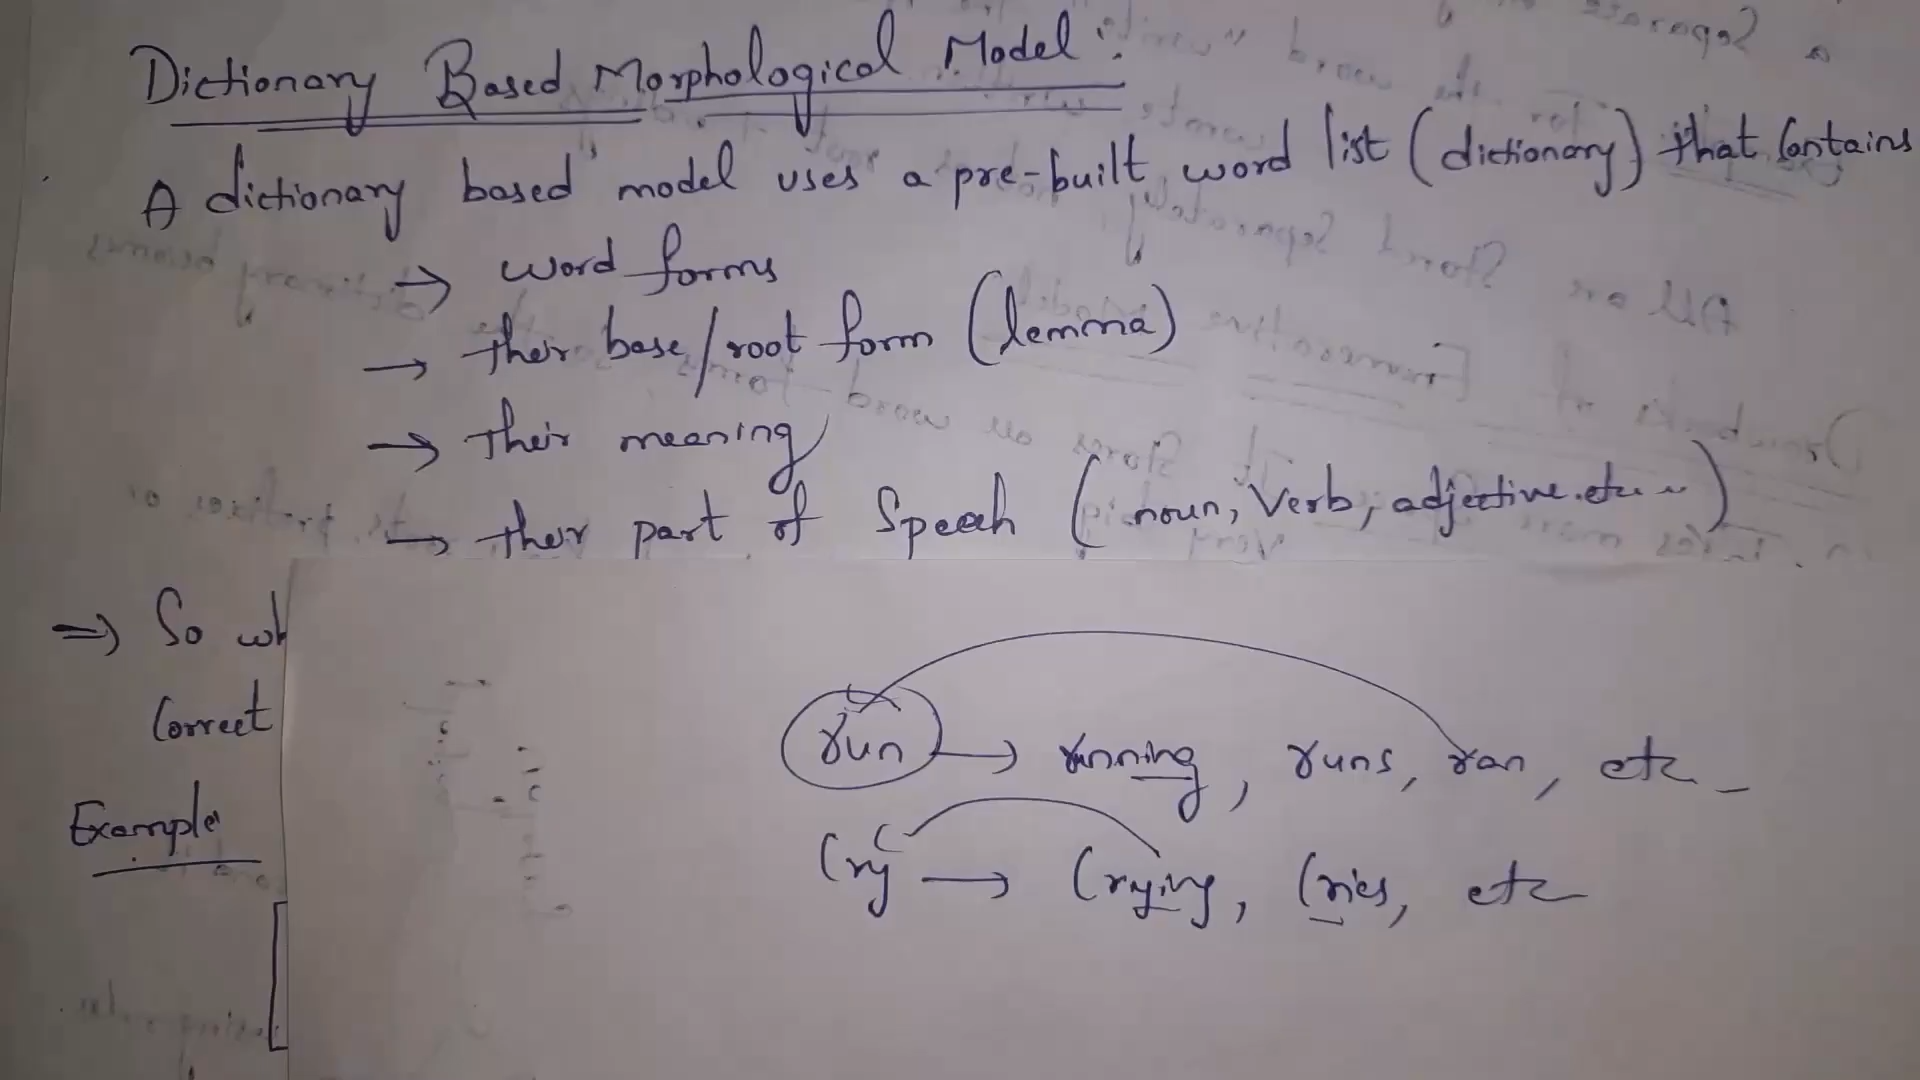 Dictionary Based Morphological Model :
A dictionary based model uses a pre-built word list (dictionary) that Contains
→ word forms
→ their base/root form (lemma)
→ their meaning
→ their part of Speech (noun, Verb, adjective.etc...)
⇒ So wh
Correct
Example
run → running, runs, ran, etc
Cry → Crying, Cries, etc